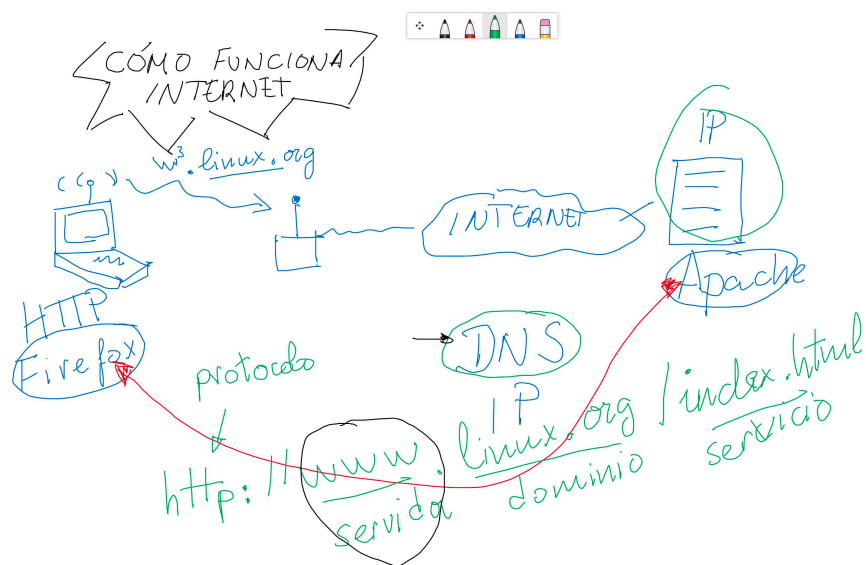 CÓMO FUNCIONA
INTERNET
w³.linux.org
IP
INTERNET
Apache
HTTP
Firefox
DNS
IP
protocolo
http://www.linux.org/index.html
servidor
dominio
servicio